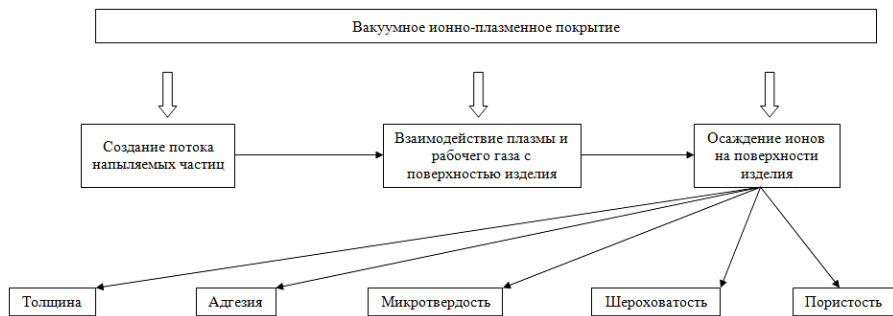 Вакуумное ионно-плазменное покрытие
Создание потока
напыляемых частиц
Взаимодействие плазмы и
рабочего газа с
поверхностью изделия
Осаждение ионов
на поверхности
изделия
Толщина
Адгезия
Микротвердость
Шероховатость
Пористость